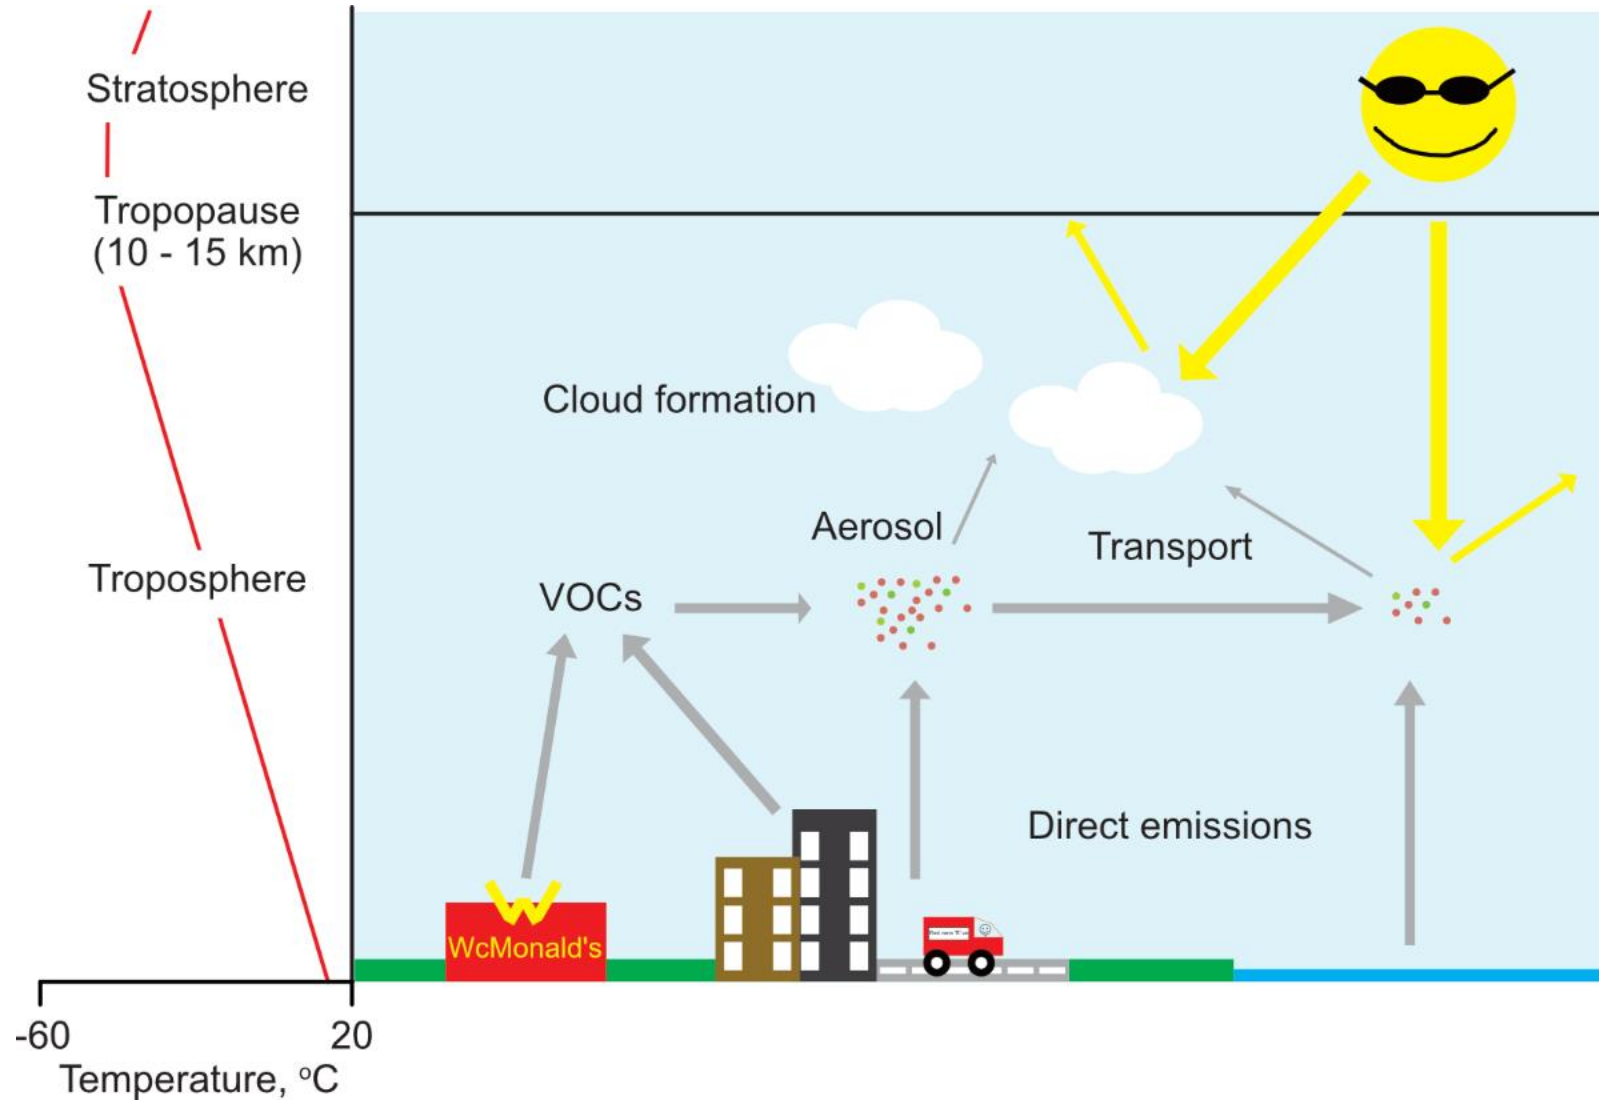 Stratosphere
Tropopause
(10 - 15 km)
Cloud formation
Aerosol
Transport
Troposphere
VOCs
Direct emissions
WcMonald's
-60
20
Temperature, °C